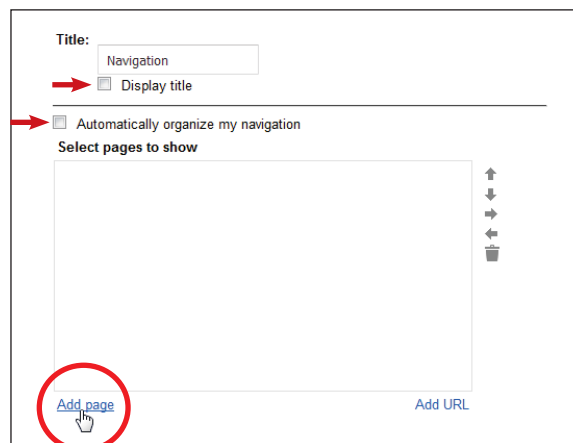 Title:
Navigation
Display title
Automatically organize my navigation
Select pages to show
Add page Add URL